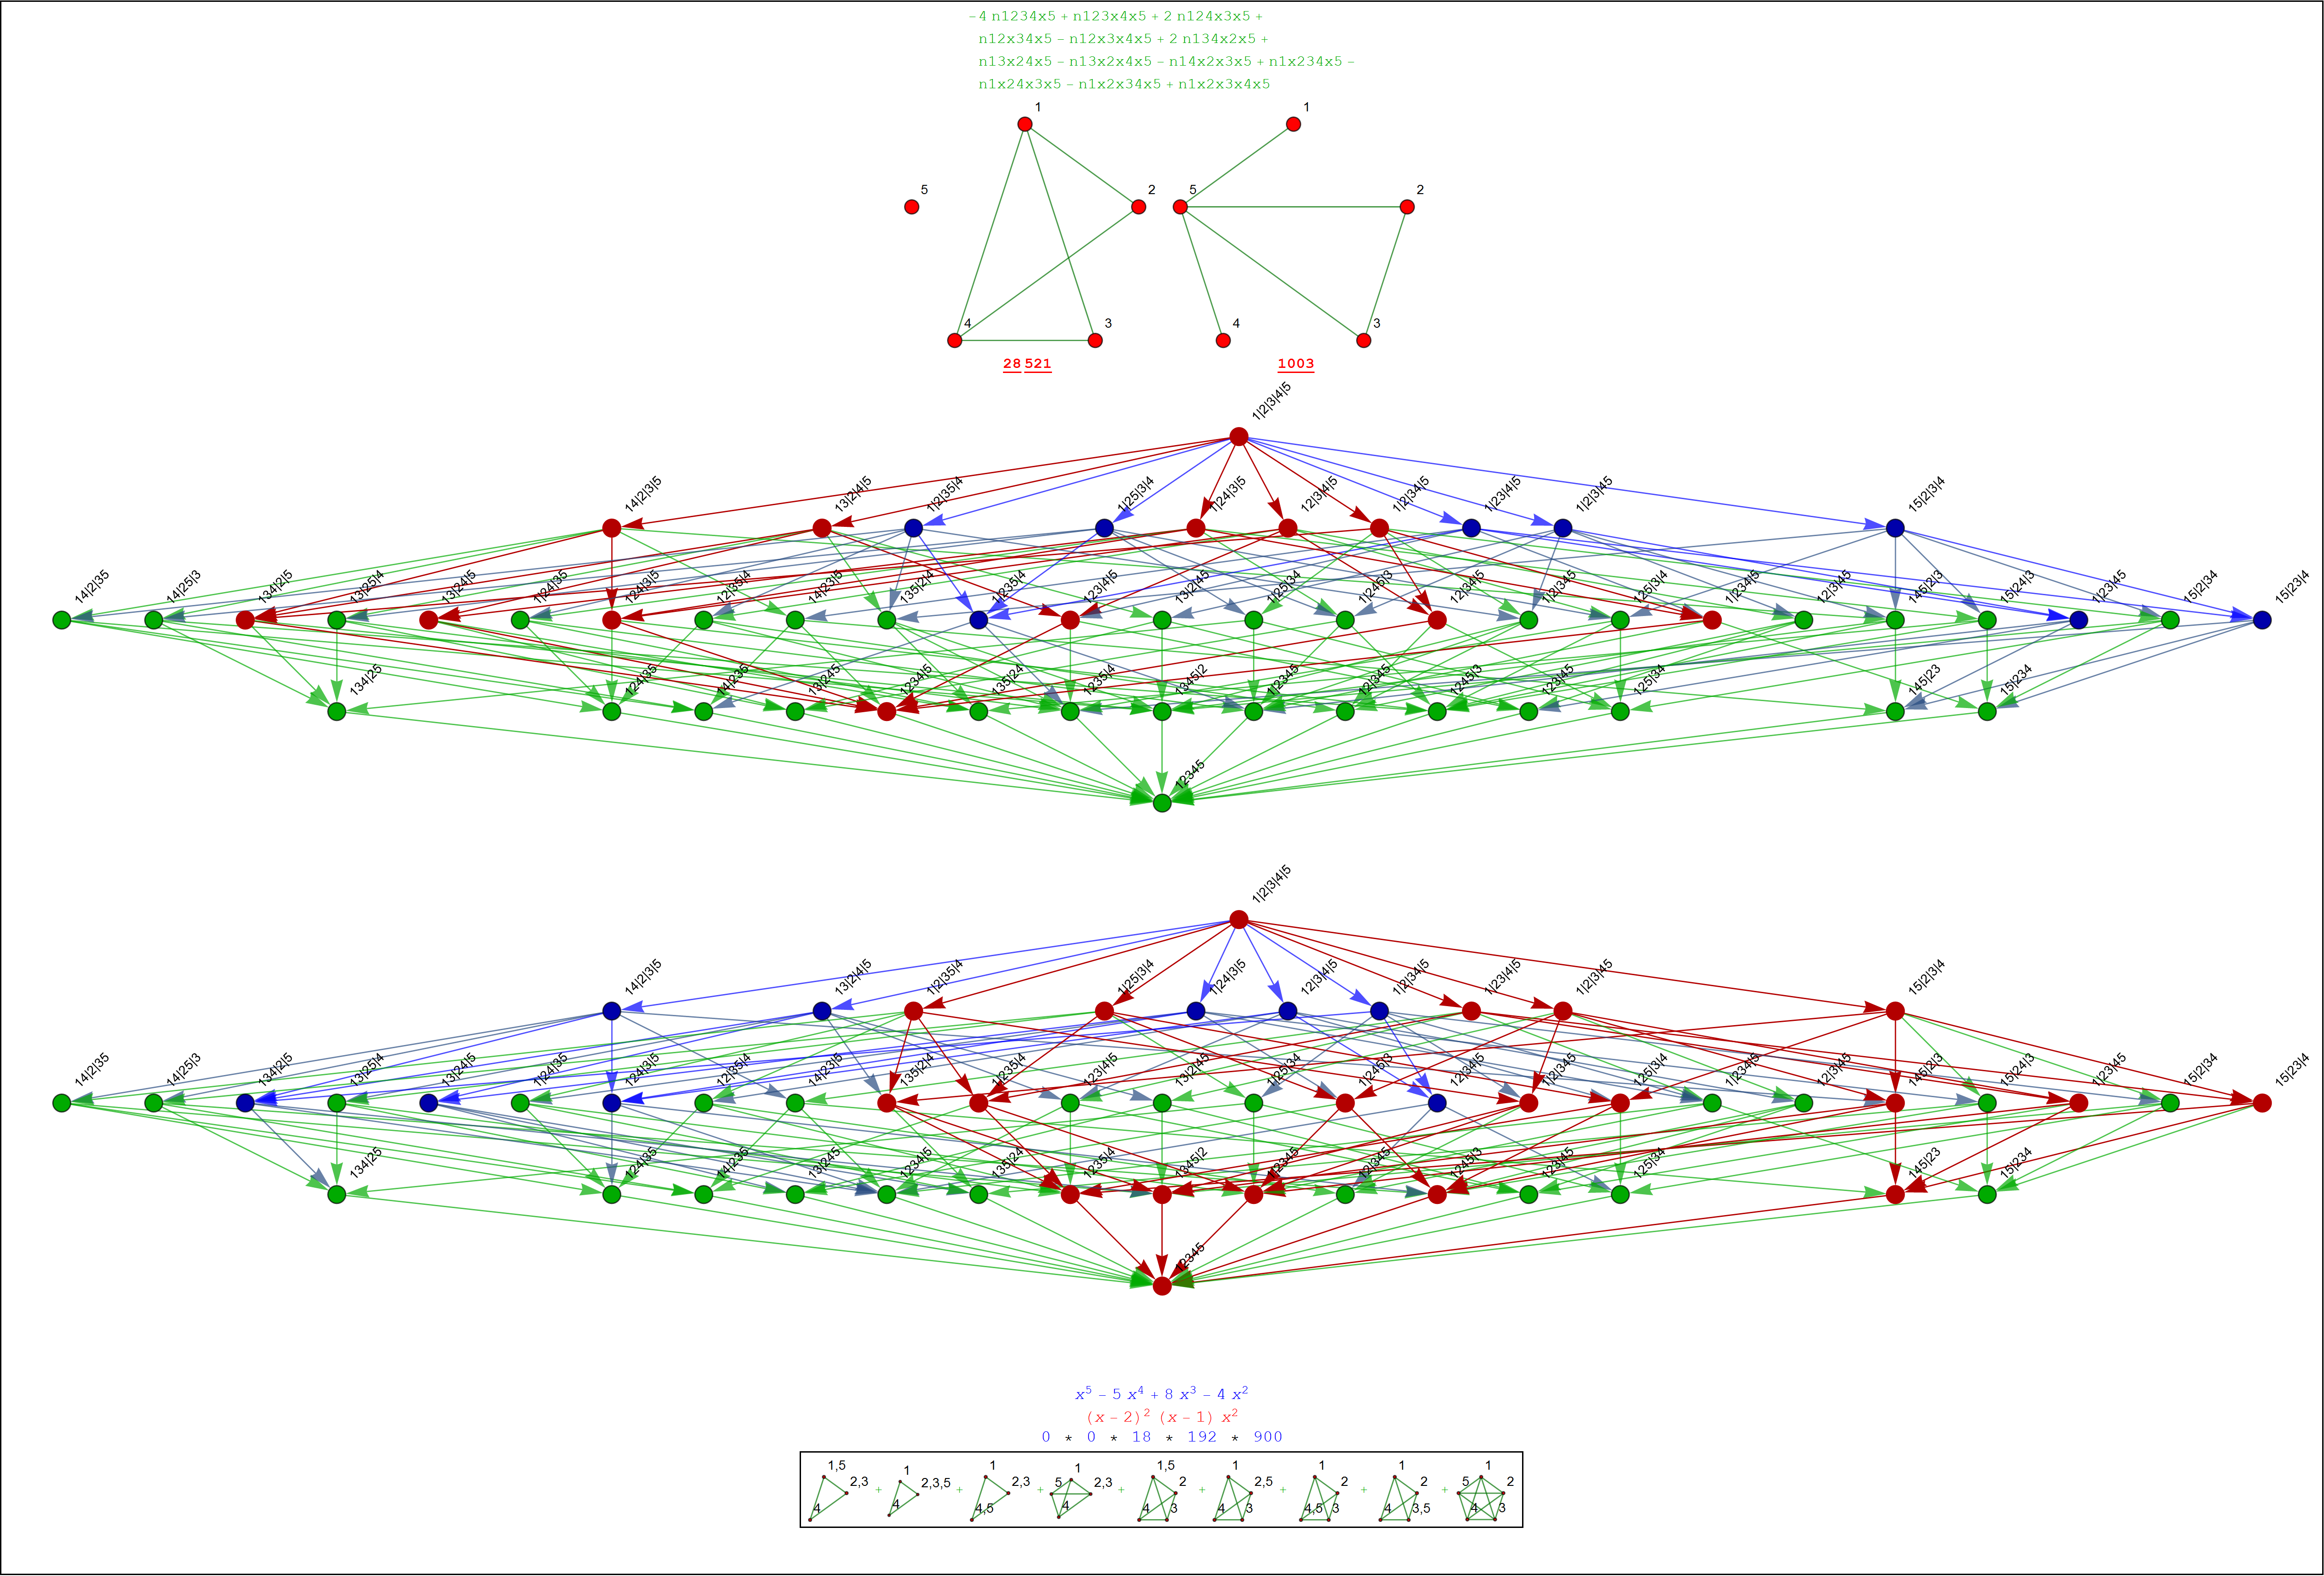 −4 n1234x5 + n123x4x5 + 2 n124x3x5 +
n12x34x5 − n12x3x4x5 + 2 n134x2x5 +
n13x24x5 − n13x2x4x5 − n14x2x3x5 + n1x234x5 −
n1x24x3x5 − n1x2x34x5 + n1x2x3x4x5
1 1
5 2 5 2
4 3 4 3
28 521 1003
1|2|3|4|5
14|2|3|5 13|2|4|5 1|2|35|4 1|25|3|4 1|24|3|5 12|3|4|5 1|2|34|5 1|23|4|5 1|2|3|45 15|2|3|4
14|2|35 14|25|3 134|2|5 13|25|4 13|24|5 1|24|35 124|3|5 12|35|4 14|23|5 135|2|4 1|235|4 123|4|5 13|2|45 1|25|34 1|245|3 12|34|5 1|2|345 125|3|4 1|234|5 12|3|45 145|2|3 15|24|3 1|23|45 15|2|34 15|23|4
134|25 124|35 14|235 13|245 1234|5 135|24 1235|4 1345|2 1|2345 12|345 1245|3 123|45 125|34 145|23 15|234
12345
1|2|3|4|5
14|2|3|5 13|2|4|5 1|2|35|4 1|25|3|4 1|24|3|5 12|3|4|5 1|2|34|5 1|23|4|5 1|2|3|45 15|2|3|4
14|2|35 14|25|3 134|2|5 13|25|4 13|24|5 1|24|35 124|3|5 12|35|4 14|23|5 135|2|4 1|235|4 123|4|5 13|2|45 1|25|34 1|245|3 12|34|5 1|2|345 125|3|4 1|234|5 12|3|45 145|2|3 15|24|3 1|23|45 15|2|34 15|23|4
134|25 124|35 14|235 13|245 1234|5 135|24 1235|4 1345|2 1|2345 12|345 1245|3 123|45 125|34 145|23 15|234
12345
x⁵ − 5 x⁴ + 8 x³ − 4 x²
(x − 2)² (x − 1) x²
0 * 0 * 18 * 192 * 900
1,5 2,3 4 + 1 2,3,5 4 + 1 2,3 4,5 + 1 5 2,3 4 + 1,5 2 4 3 + 1 2,5 4 3 + 1 2 4,5 3 + 1 2 4 3,5 + 1 5 2 4 3